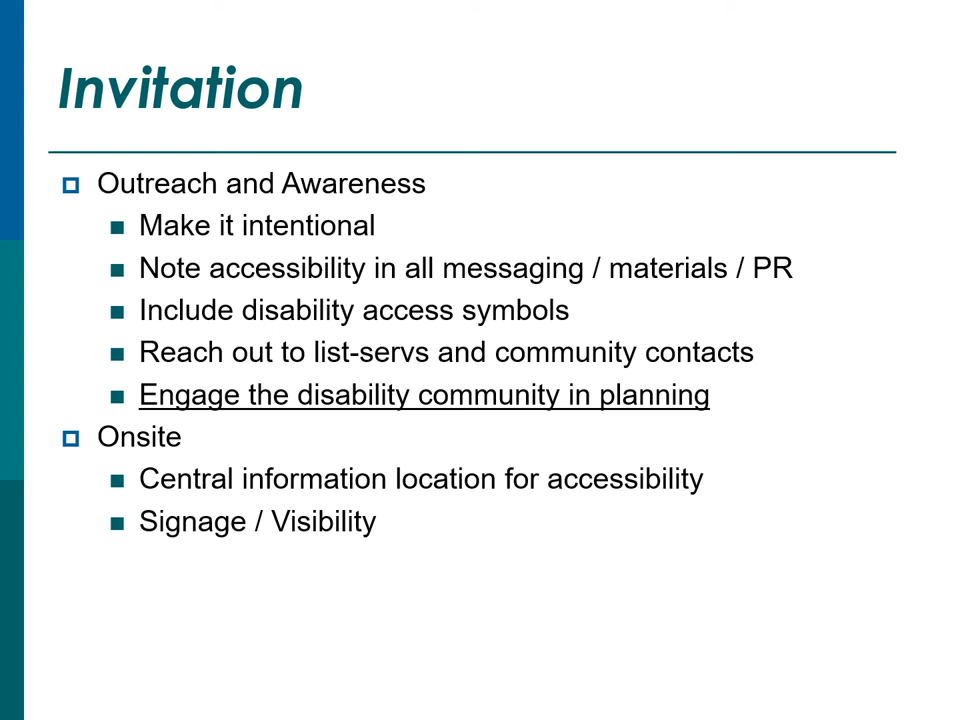 Invitation
Outreach and Awareness
Make it intentional
Note accessibility in all messaging / materials / PR
Include disability access symbols
Reach out to list-servs and community contacts
Engage the disability community in planning
Onsite
Central information location for accessibility
Signage / Visibility